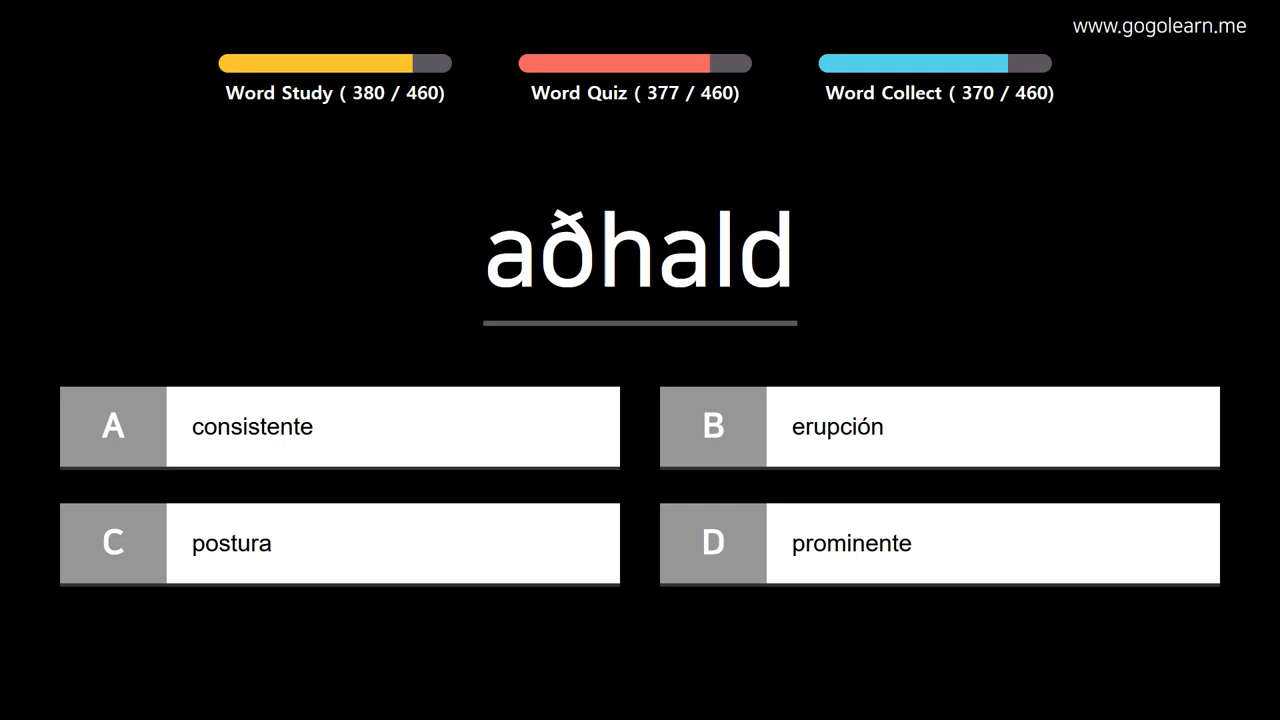 www.gogolearn.me
Word Study ( 380 / 460)
Word Quiz ( 377 / 460)
Word Collect ( 370 / 460)
aðhald
A consistente
B erupción
C postura
D prominente